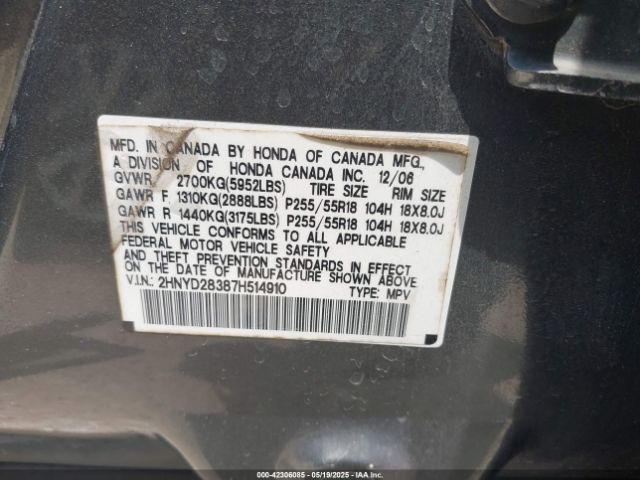 MFD. IN CANADA BY HONDA OF CANADA MFG.,
A DIVISION OF HONDA CANADA INC. 12/06
GVWR 2700KG(5952LBS) TIRE SIZE RIM SIZE
GAWR F 1310KG(2888LBS) P255/55R18 104H 18X8.0J
GAWR R 1440KG(3175LBS) P255/55R18 104H 18X8.0J
THIS VEHICLE CONFORMS TO ALL APPLICABLE
FEDERAL MOTOR VEHICLE SAFETY
AND THEFT PREVENTION STANDARDS IN EFFECT
ON THE DATE OF MANUFACTURE SHOWN ABOVE.
V.I.N.: 2HNYD28387H514910 TYPE: MPV
000-42306085 - 05/19/2025 - IAA Inc.